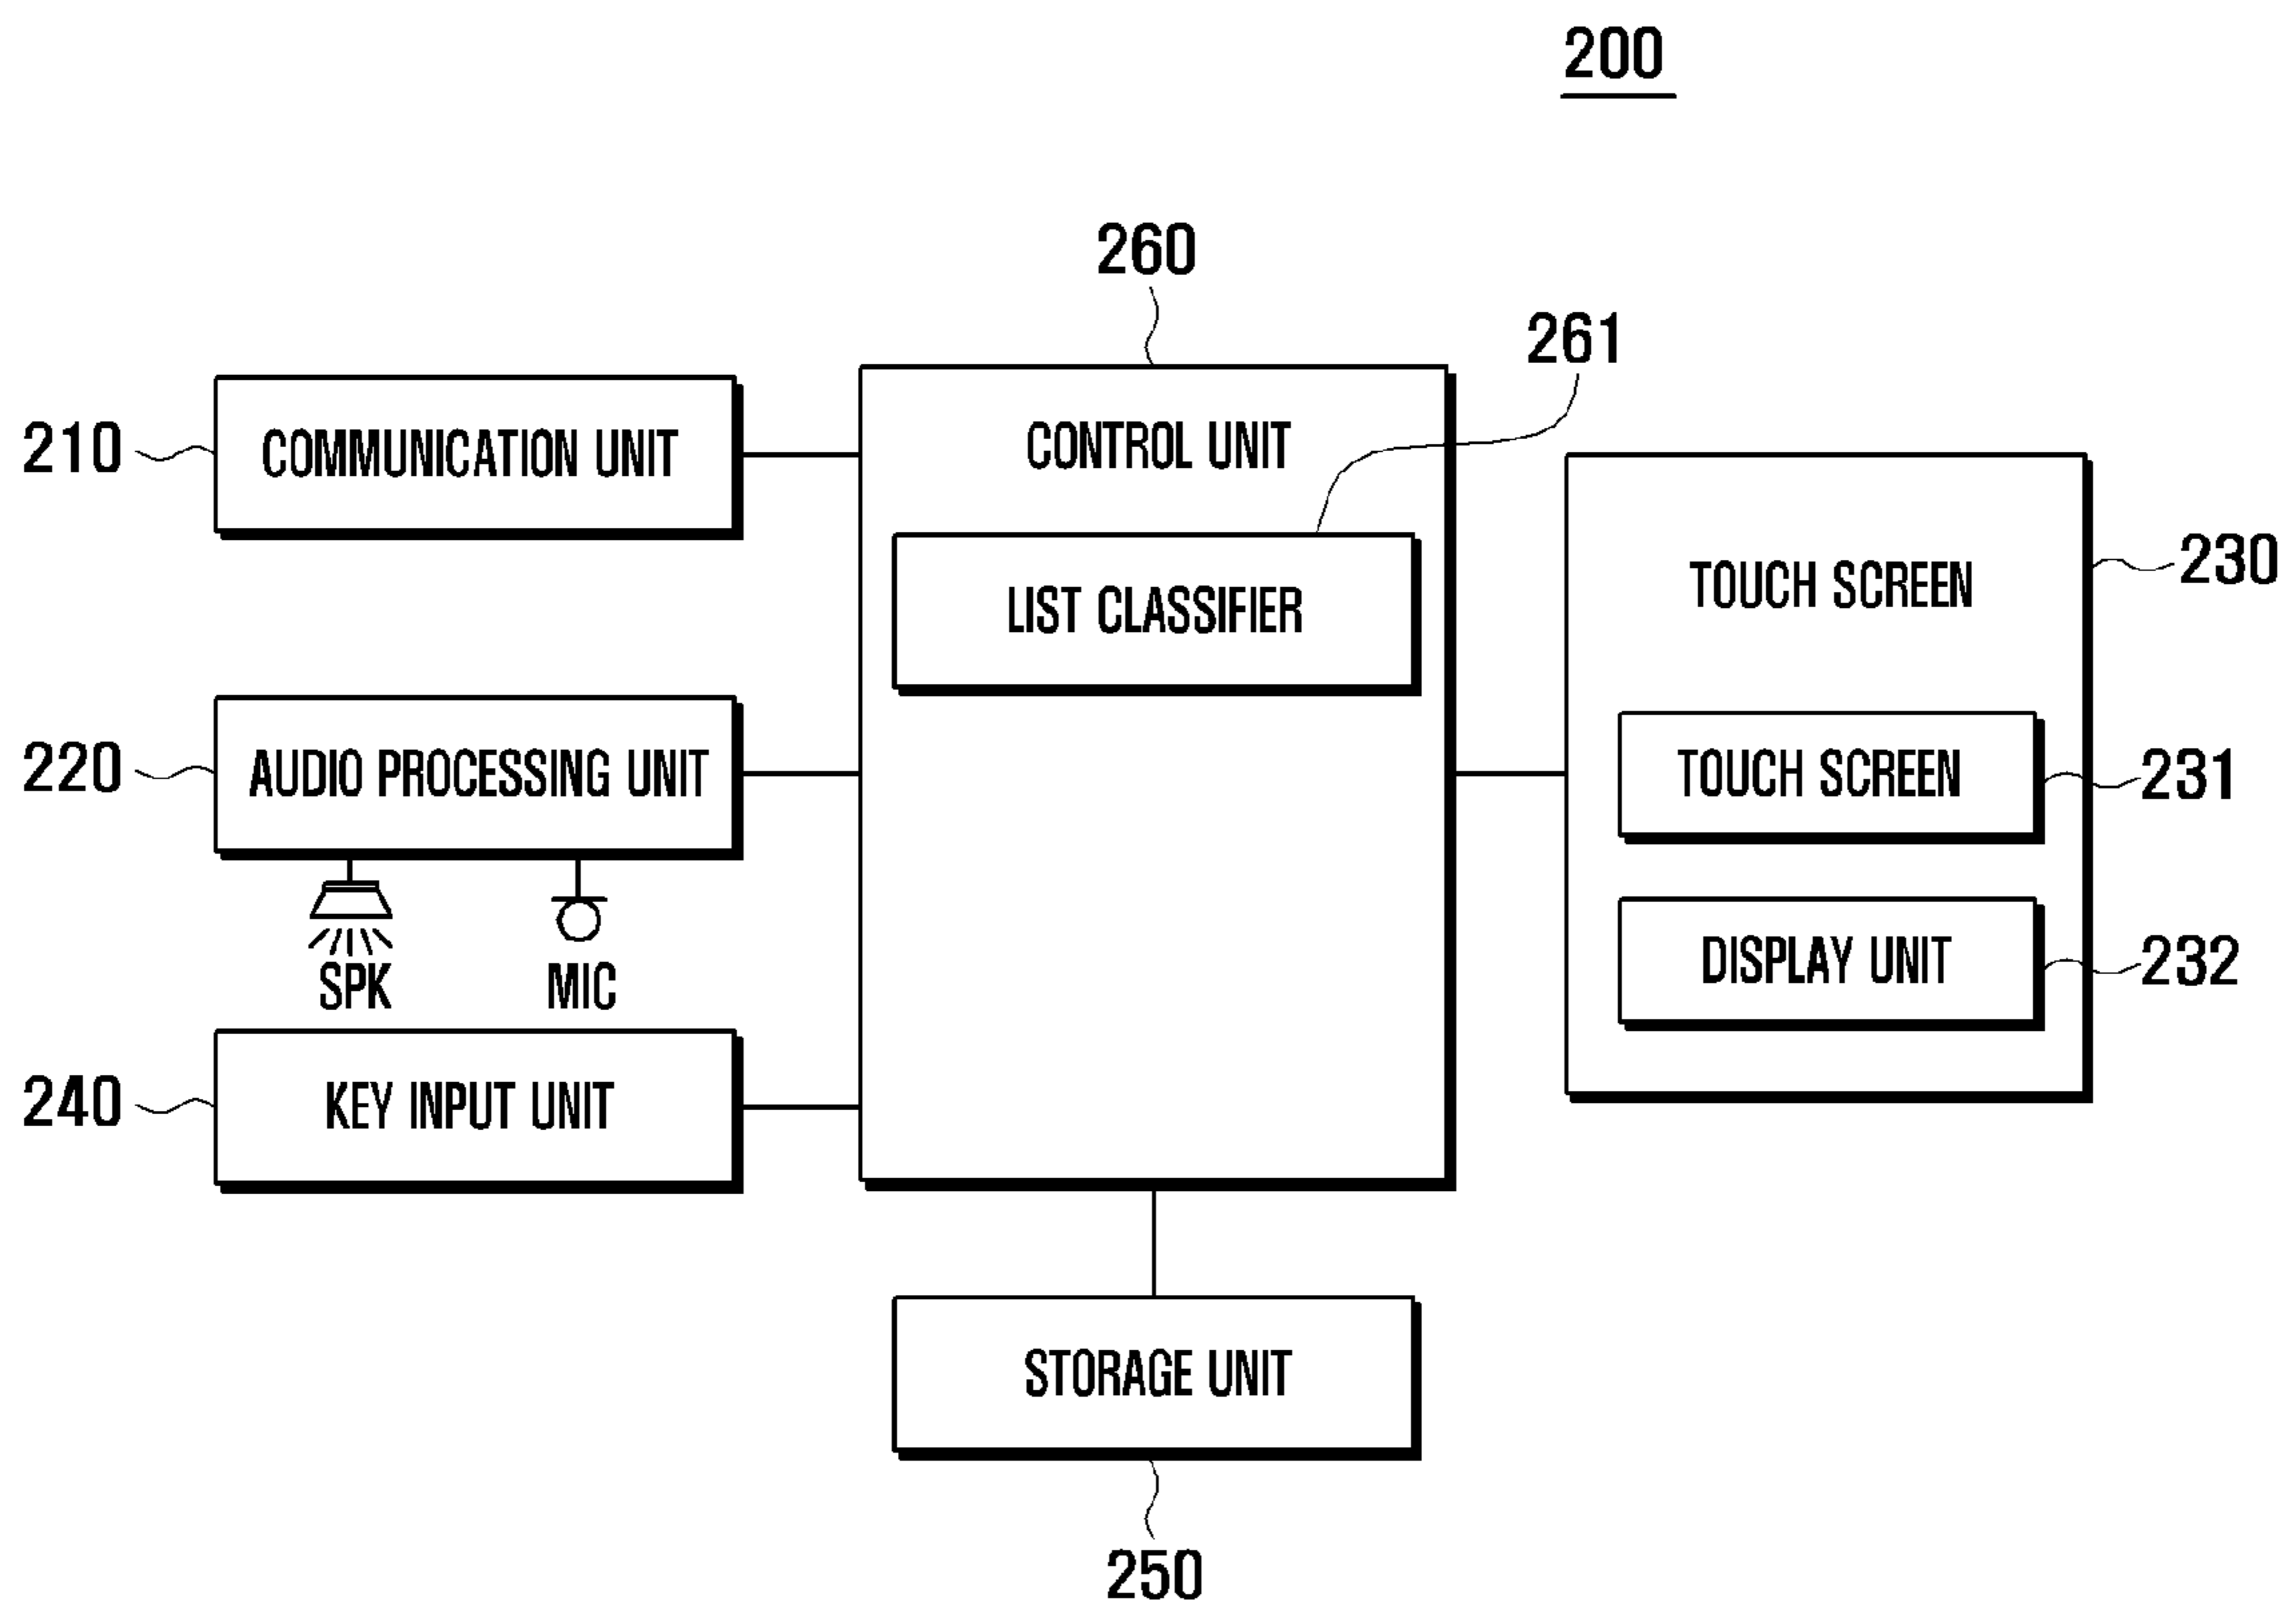 200
260
261
210
COMMUNICATION UNIT
CONTROL UNIT
LIST CLASSIFIER
TOUCH SCREEN
230
220
AUDIO PROCESSING UNIT
TOUCH SCREEN
231
SPK
MIC
DISPLAY UNIT
232
240
KEY INPUT UNIT
STORAGE UNIT
250